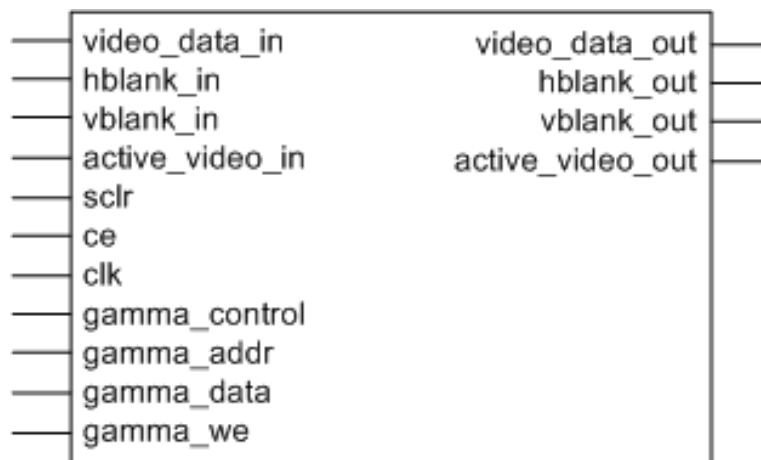 video_data_in
hblank_in
vblank_in
active_video_in
sclr
ce
clk
gamma_control
gamma_addr
gamma_data
gamma_we
video_data_out
hblank_out
vblank_out
active_video_out